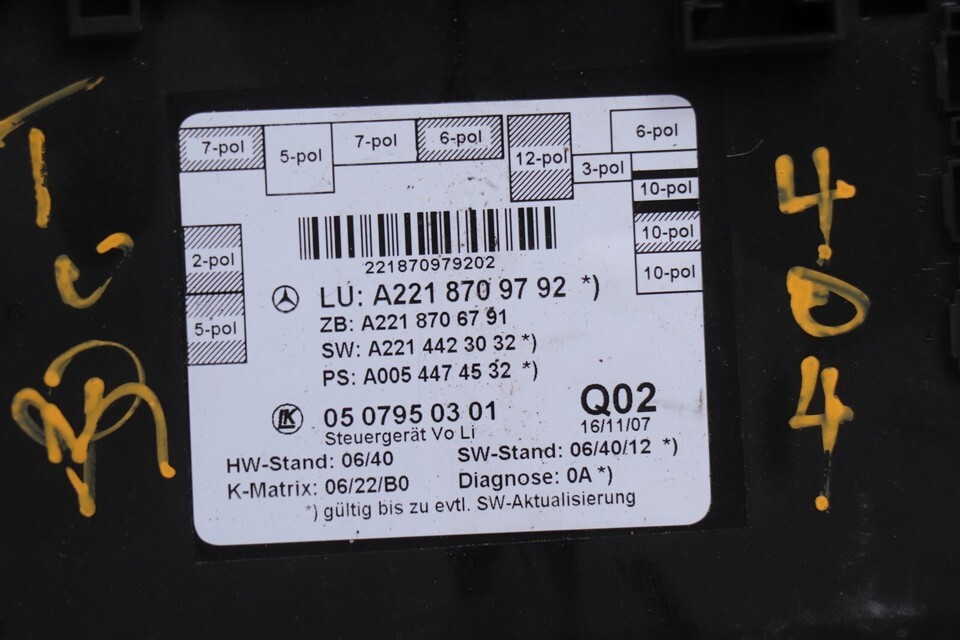 7-pol
5-pol
7-pol
6-pol
12-pol
3-pol
6-pol
10-pol
10-pol
10-pol
2-pol
5-pol
221870979202
LU: A221 870 97 92 *)
ZB: A221 870 67 91
SW: A221 442 30 32 *)
PS: A005 447 45 32 *)
LK
05 0795 03 01
Steuergerät Vo Li
Q02
16/11/07
HW-Stand: 06/40
SW-Stand: 06/40/12 *)
K-Matrix: 06/22/B0
Diagnose: 0A *)
*) gültig bis zu evtl. SW-Aktualisierung
404